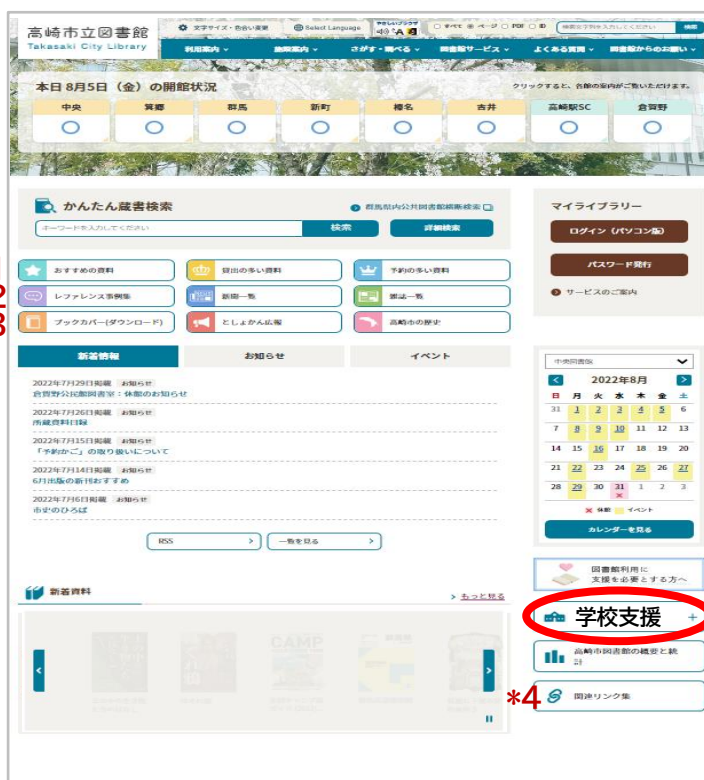 高崎市立図書館
Takasaki City Library
文字サイズ・色合い変更
Select Language
やさしいブラウザ
すべて ページ PDF ID
検索
利用案内
施設案内
さがす・調べる
図書館サービス
よくある質問
図書館からのお願い
本日 8月5日（金）の開館状況
クリックすると、各館の案内がご覧いただけます。
中央
箕郷
群馬
新町
榛名
吉井
高崎駅SC
倉賀野
かんたん蔵書検索
群馬県内公共図書館横断検索
キーワードを入力してください
検索
詳細検索
マイライブラリー
ログイン（パソコン版）
パスワード発行
サービスのご案内
おすすめの資料
貸出の多い資料
予約の多い資料
レファレンス事例集
新聞一覧
雑誌一覧
ブックカバー(ダウンロード)
としょかん広報
高崎市の歴史
新着情報
お知らせ
イベント
2022年7月29日掲載 お知らせ
倉賀野公民館図書室：休館のお知らせ
2022年7月26日掲載 お知らせ
所蔵資料目録
2022年7月15日掲載 お知らせ
「予約かご」の取り扱いについて
2022年7月14日掲載 お知らせ
6月出版の新刊おすすめ
2022年7月6日掲載 お知らせ
市史のひろば
RSS
一覧を見る
中央図書館
2022年8月
日 月 火 水 木 金 土
31 1 2 3 4 5 6
7 8 9 10 11 12 13
14 15 16 17 18 19 20
21 22 23 24 25 26 27
28 29 30 31 1 2 3
休館 イベント
カレンダーを見る
図書館利用に
支援を必要とする方へ
新着資料
もっと見る
学校支援
高崎市図書館の概要と統
計
CAMP
*4
関連リンク集